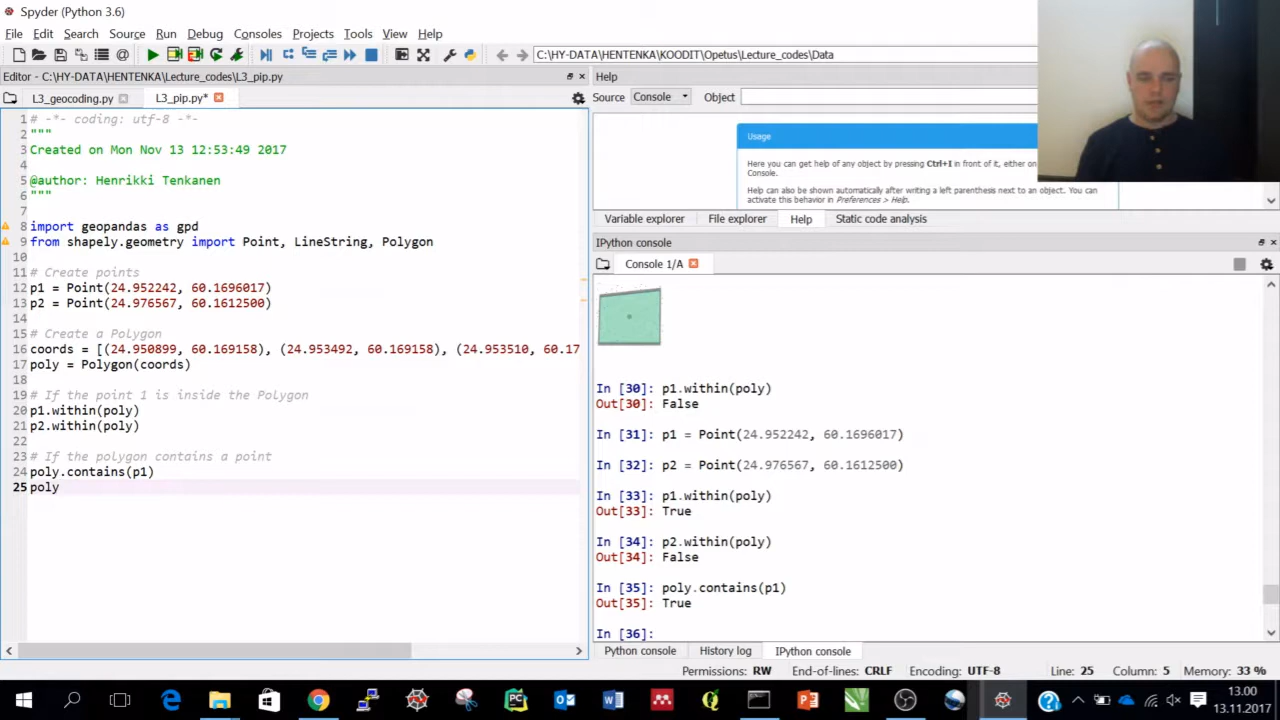 Spyder (Python 3.6)
File Edit Search Source Run Debug Consoles Projects Tools View Help
C:\HY-DATA\HENTENKA\KOODIT\Opetus\Lecture_codes\Data
Editor - C:\HY-DATA\HENTENKA\Lecture_codes\L3_pip.py
L3_geocoding.py L3_pip.py*
1 # -*- coding: utf-8 -*-
2 """
3 Created on Mon Nov 13 12:53:49 2017
4
5 @author: Henrikki Tenkanen
6 """
7
8 import geopandas as gpd
9 from shapely.geometry import Point, LineString, Polygon
10
11 # Create points
12 p1 = Point(24.952242, 60.1696017)
13 p2 = Point(24.976567, 60.1612500)
14
15 # Create a Polygon
16 coords = [(24.950899, 60.169158), (24.953492, 60.169158), (24.953510, 60.17
17 poly = Polygon(coords)
18
19 # If the point 1 is inside the Polygon
20 p1.within(poly)
21 p2.within(poly)
22
23 # If the polygon contains a point
24 poly.contains(p1)
25 poly
Help
Source Console Object
Usage
Here you can get help of any object by pressing Ctrl+I in front of it, either on
Console.
Help can also be shown automatically after writing a left parenthesis next to an object. You can
activate this behavior in Preferences > Help.
Variable explorer File explorer Help Static code analysis
IPython console
Console 1/A
In [30]: p1.within(poly)
Out[30]: False
In [31]: p1 = Point(24.952242, 60.1696017)
In [32]: p2 = Point(24.976567, 60.1612500)
In [33]: p1.within(poly)
Out[33]: True
In [34]: p2.within(poly)
Out[34]: False
In [35]: poly.contains(p1)
Out[35]: True
In [36]:
Python console History log IPython console
Permissions: RW End-of-lines: CRLF Encoding: UTF-8 Line: 25 Column: 5 Memory: 33 %
13.00
13.11.2017